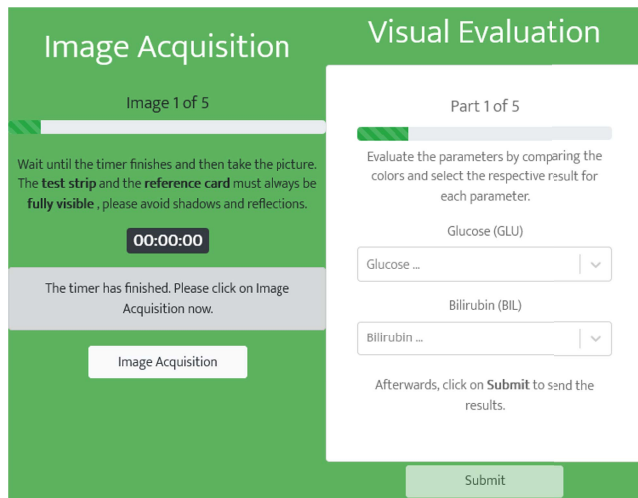 Image Acquisition
Image 1 of 5
Wait until the timer finishes and then take the picture.
The test strip and the reference card must always be
fully visible , please avoid shadows and reflections.
00:00:00
The timer has finished. Please click on Image
Acquisition now.
Image Acquisition
Visual Evaluation
Part 1 of 5
Evaluate the parameters by comparing the
colors and select the respective result for
each parameter.
Glucose (GLU)
Glucose ...
Bilirubin (BIL)
Bilirubin ...
Afterwards, click on Submit to send the
results.
Submit